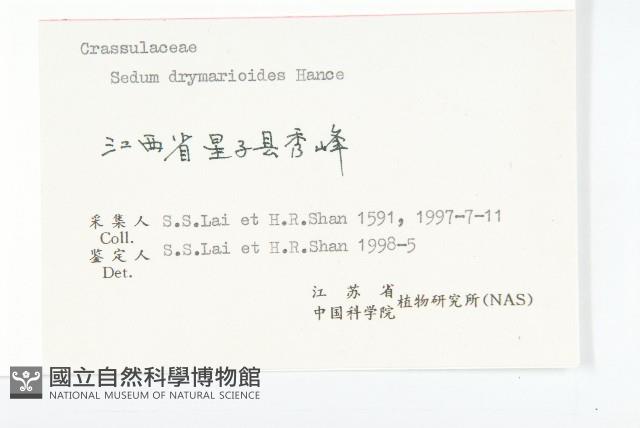 Crassulaceae
Sedum drymarioides Hance
江西省星子县秀峰
采集人 S.S.Lai et H.R.Shan 1591, 1997-7-11
Coll.
鉴定人 S.S.Lai et H.R.Shan 1998-5
Det.
江苏省
中国科学院 植物研究所(NAS)
國立自然科學博物館
NATIONAL MUSEUM OF NATURAL SCIENCE